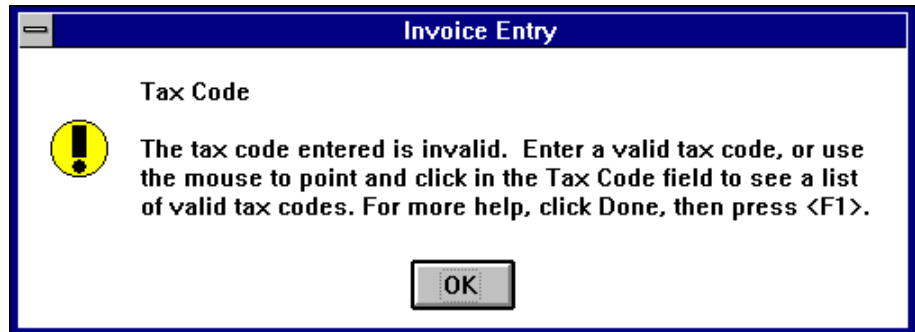 Invoice Entry
Tax Code
The tax code entered is invalid.  Enter a valid tax code, or use
the mouse to point and click in the Tax Code field to see a list
of valid tax codes. For more help, click Done, then press <F1>.
OK